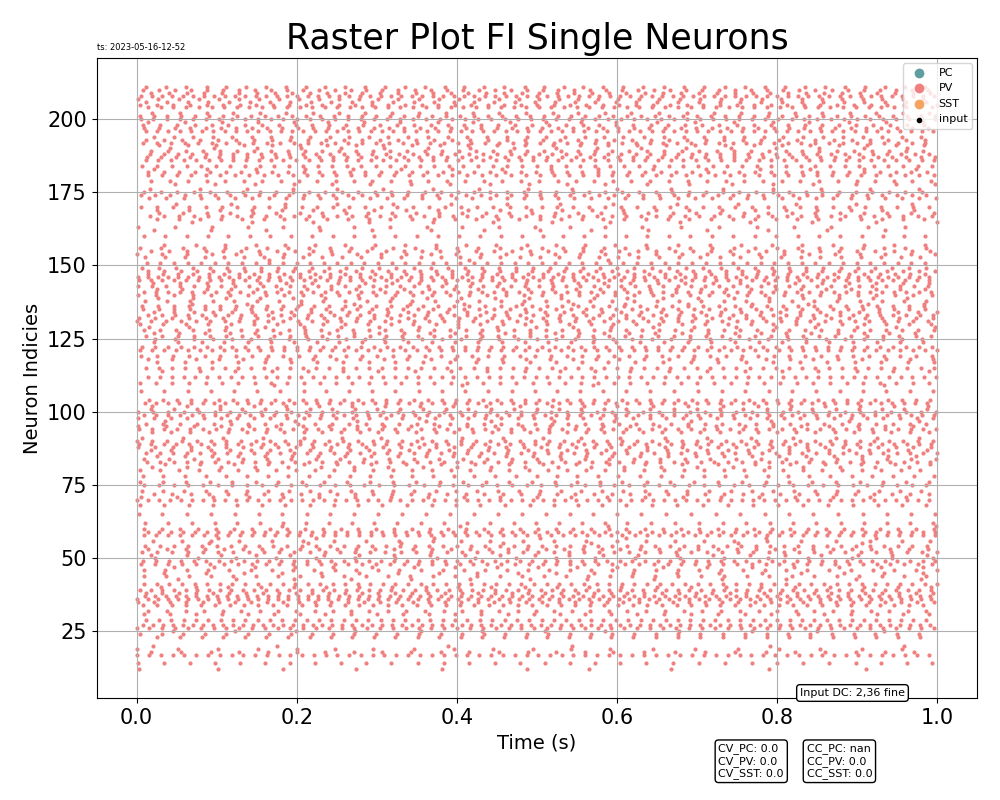 Raster Plot FI Single Neurons
ts: 2023-05-16-12-52
PC
PV
SST
input
200
175
150
125
100
75
50
25
Neuron Indicies
Input DC: 2,36 fine
0.0 0.2 0.4 0.6 0.8 1.0
Time (s)
CV_PC: 0.0
CV_PV: 0.0
CV_SST: 0.0
CC_PC: nan
CC_PV: 0.0
CC_SST: 0.0